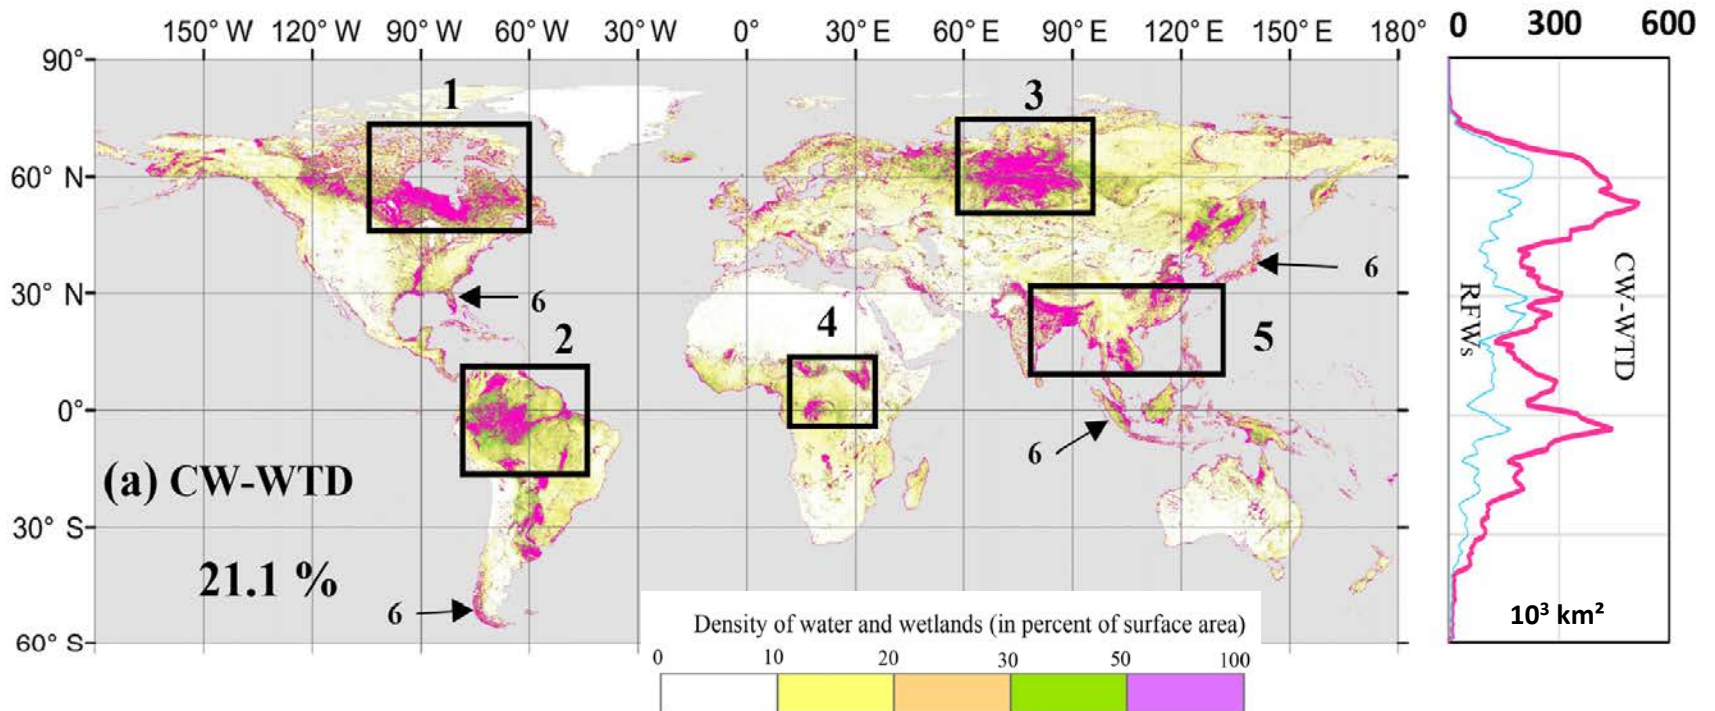 150° W 120° W 90° W 60° W 30° W 0° 30° E 60° E 90° E 120° E 150° E 180°
0 300 600
90°
1
3
60° N
6
6
30° N
2
4
5
RFWs
CW-WTD
0°
6
(a) CW-WTD
30° S
21.1 %
6
10³ km²
60° S
Density of water and wetlands (in percent of surface area)
0 10 20 30 50 100